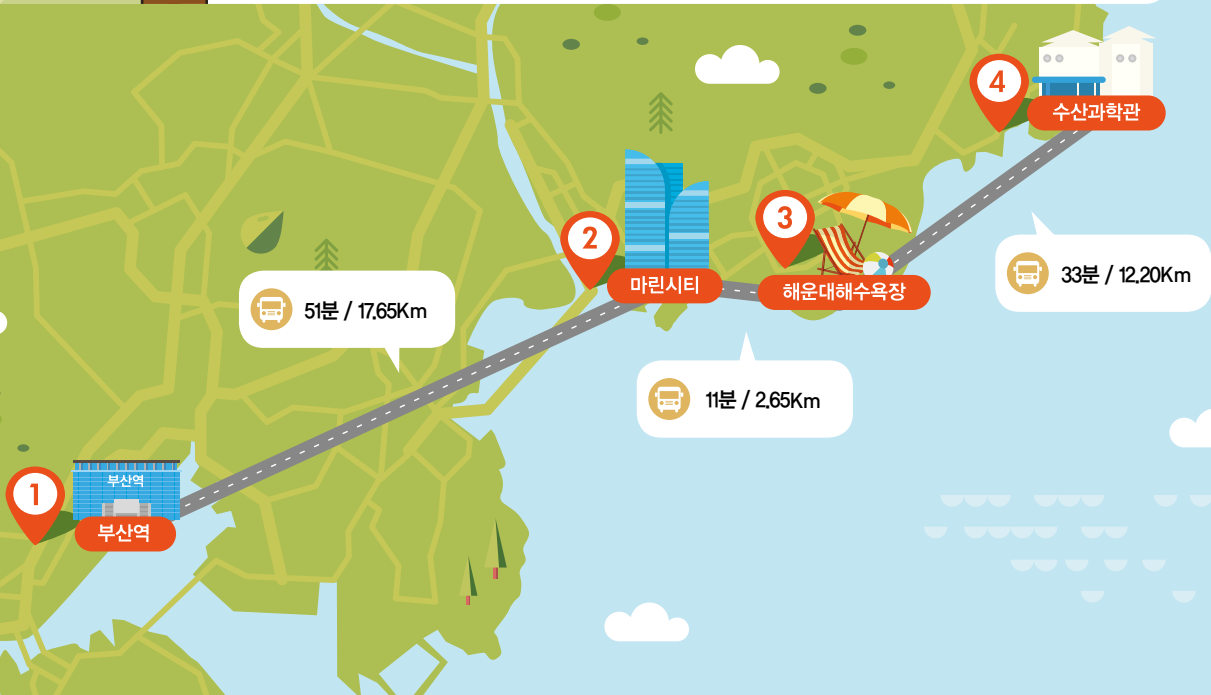 4
수산과학관
3
2
33분 / 12.20Km
마린시티
해운대해수욕장
51분 / 17.65Km
11분 / 2.65Km
부산역
1
부산역